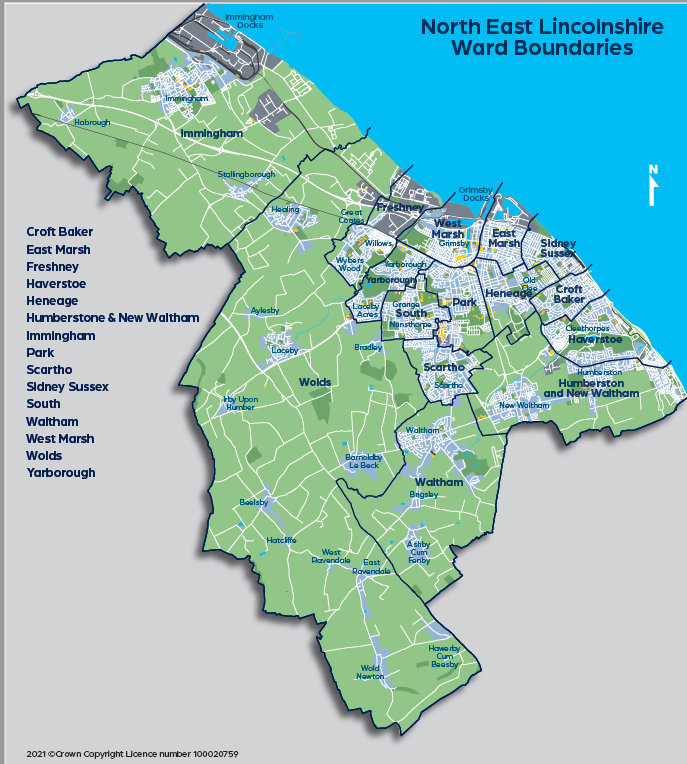 Immingham
Docks
North East Lincolnshire
Ward Boundaries
Immingham
Habrough
Immingham
N
Stallingborough
Grimsby
Docks
Healing
Great
Coates
Freshney
West
Marsh
East
Marsh
Sidney
Sussex
Croft Baker
East Marsh
Freshney
Haverstoe
Heneage
Humberstone & New Waltham
Immingham
Park
Scartho
Sidney Sussex
South
Waltham
West Marsh
Wolds
Yarborough
Willows
Grimsby
Wybers
Wood
Yarborough
Yarborough
Old
Clee
Heneage
Croft
Baker
Park
Grange
South
Nunsthorpe
Laceby
Acres
Aylesby
Cleethorpes
Haverstoe
Laceby
Bradley
Scartho
Scartho
Humberston
Humberston
and New Waltham
Wolds
Irby Upon
Humber
New Waltham
Waltham
Barnoldby
Le Beck
Waltham
Brigsby
Beelsby
Hatcliffe
Ashby
Cum
Fenby
West
Ravendale
East
Ravendale
Hawerby
Cum
Beesby
Wold
Newton
2021 ©Crown Copyright Licence number 100020759